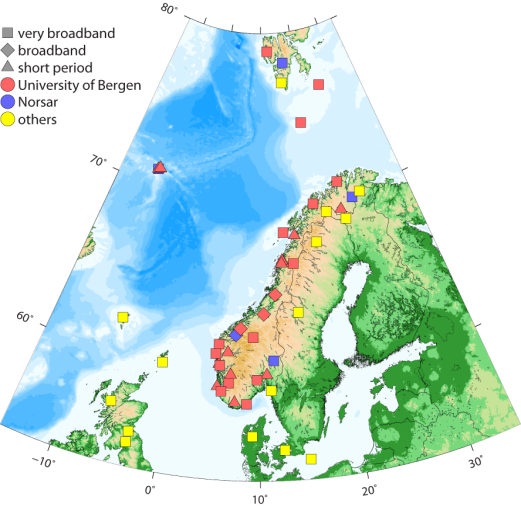 80˚
very broadband
broadband
short period
University of Bergen
Norsar
others
70˚
60˚
−10˚
0˚
10˚
20˚
30˚